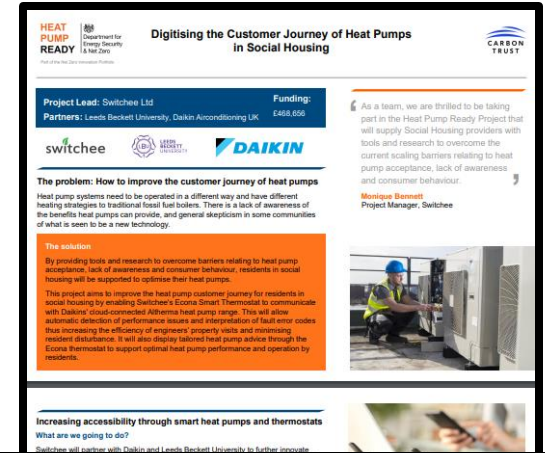 HEAT
PUMP
READY
Department for
Energy Security
& Net Zero
Part of the Net Zero Innovation Portfolio
Digitising the Customer Journey of Heat Pumps
in Social Housing
CARBON
TRUST
Project Lead: Switchee Ltd
Partners: Leeds Beckett University, Daikin Airconditioning UK
Funding:
£468,656
switchee
LEEDS
BECKETT
UNIVERSITY
DAIKIN
The problem: How to improve the customer journey of heat pumps
Heat pump systems need to be operated in a different way and have different
heating strategies to traditional fossil fuel boilers. There is a lack of awareness of
the benefits heat pumps can provide, and general skepticism in some communities
of what is seen to be a new technology.
The solution
By providing tools and research to overcome barriers relating to heat pump
acceptance, lack of awareness and consumer behaviour, residents in social
housing will be supported to optimise their heat pumps.
This project aims to improve the heat pump customer journey for residents in
social housing by enabling Switchee's Econa Smart Thermostat to communicate
with Daikins' cloud-connected Altherma heat pump range. This will allow
automatic detection of performance issues and interpretation of fault error codes
thus increasing the efficiency of engineers' property visits and minimising
resident disturbance. It will also display tailored heat pump advice through the
Econa thermostat to support optimal heat pump performance and operation by
residents.
As a team, we are thrilled to be taking
part in the Heat Pump Ready Project that
will supply Social Housing providers with
tools and research to overcome the
current scaling barriers relating to heat
pump acceptance, lack of awareness
and consumer behaviour.
Monique Bennett
Project Manager, Switchee
Increasing accessibility through smart heat pumps and thermostats
What are we going to do?
Switchee will partner with Daikin and Leeds Beckett University to further innovate